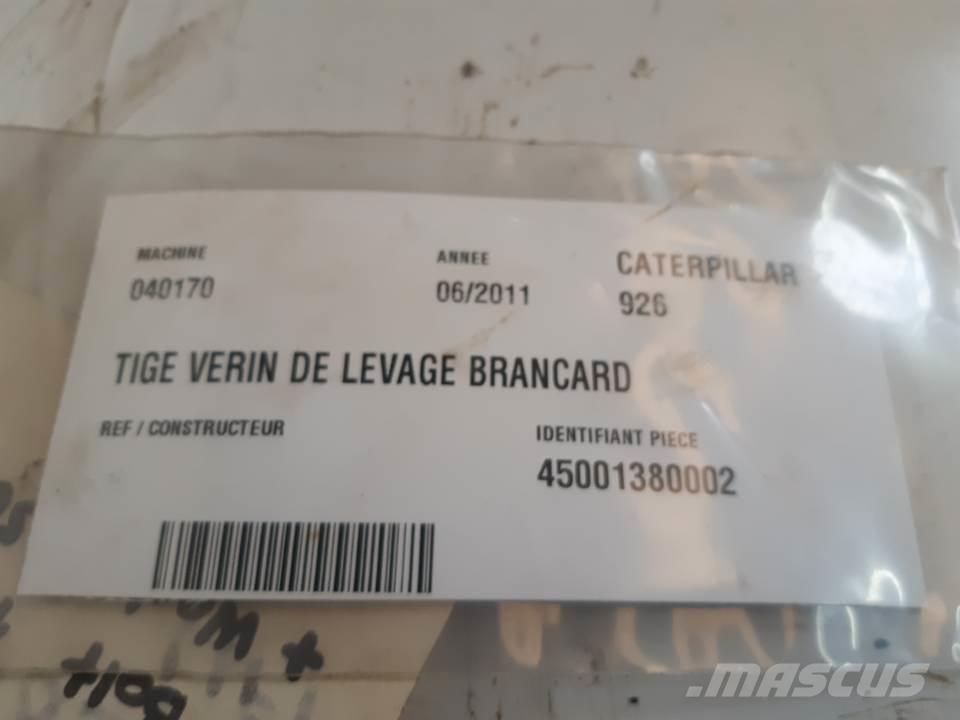 MACHINE ANNEE CATERPILLAR
040170 06/2011 926
TIGE VERIN DE LEVAGE BRANCARD
REF / CONSTRUCTEUR IDENTIFIANT PIECE
45001380002
.MASCUS